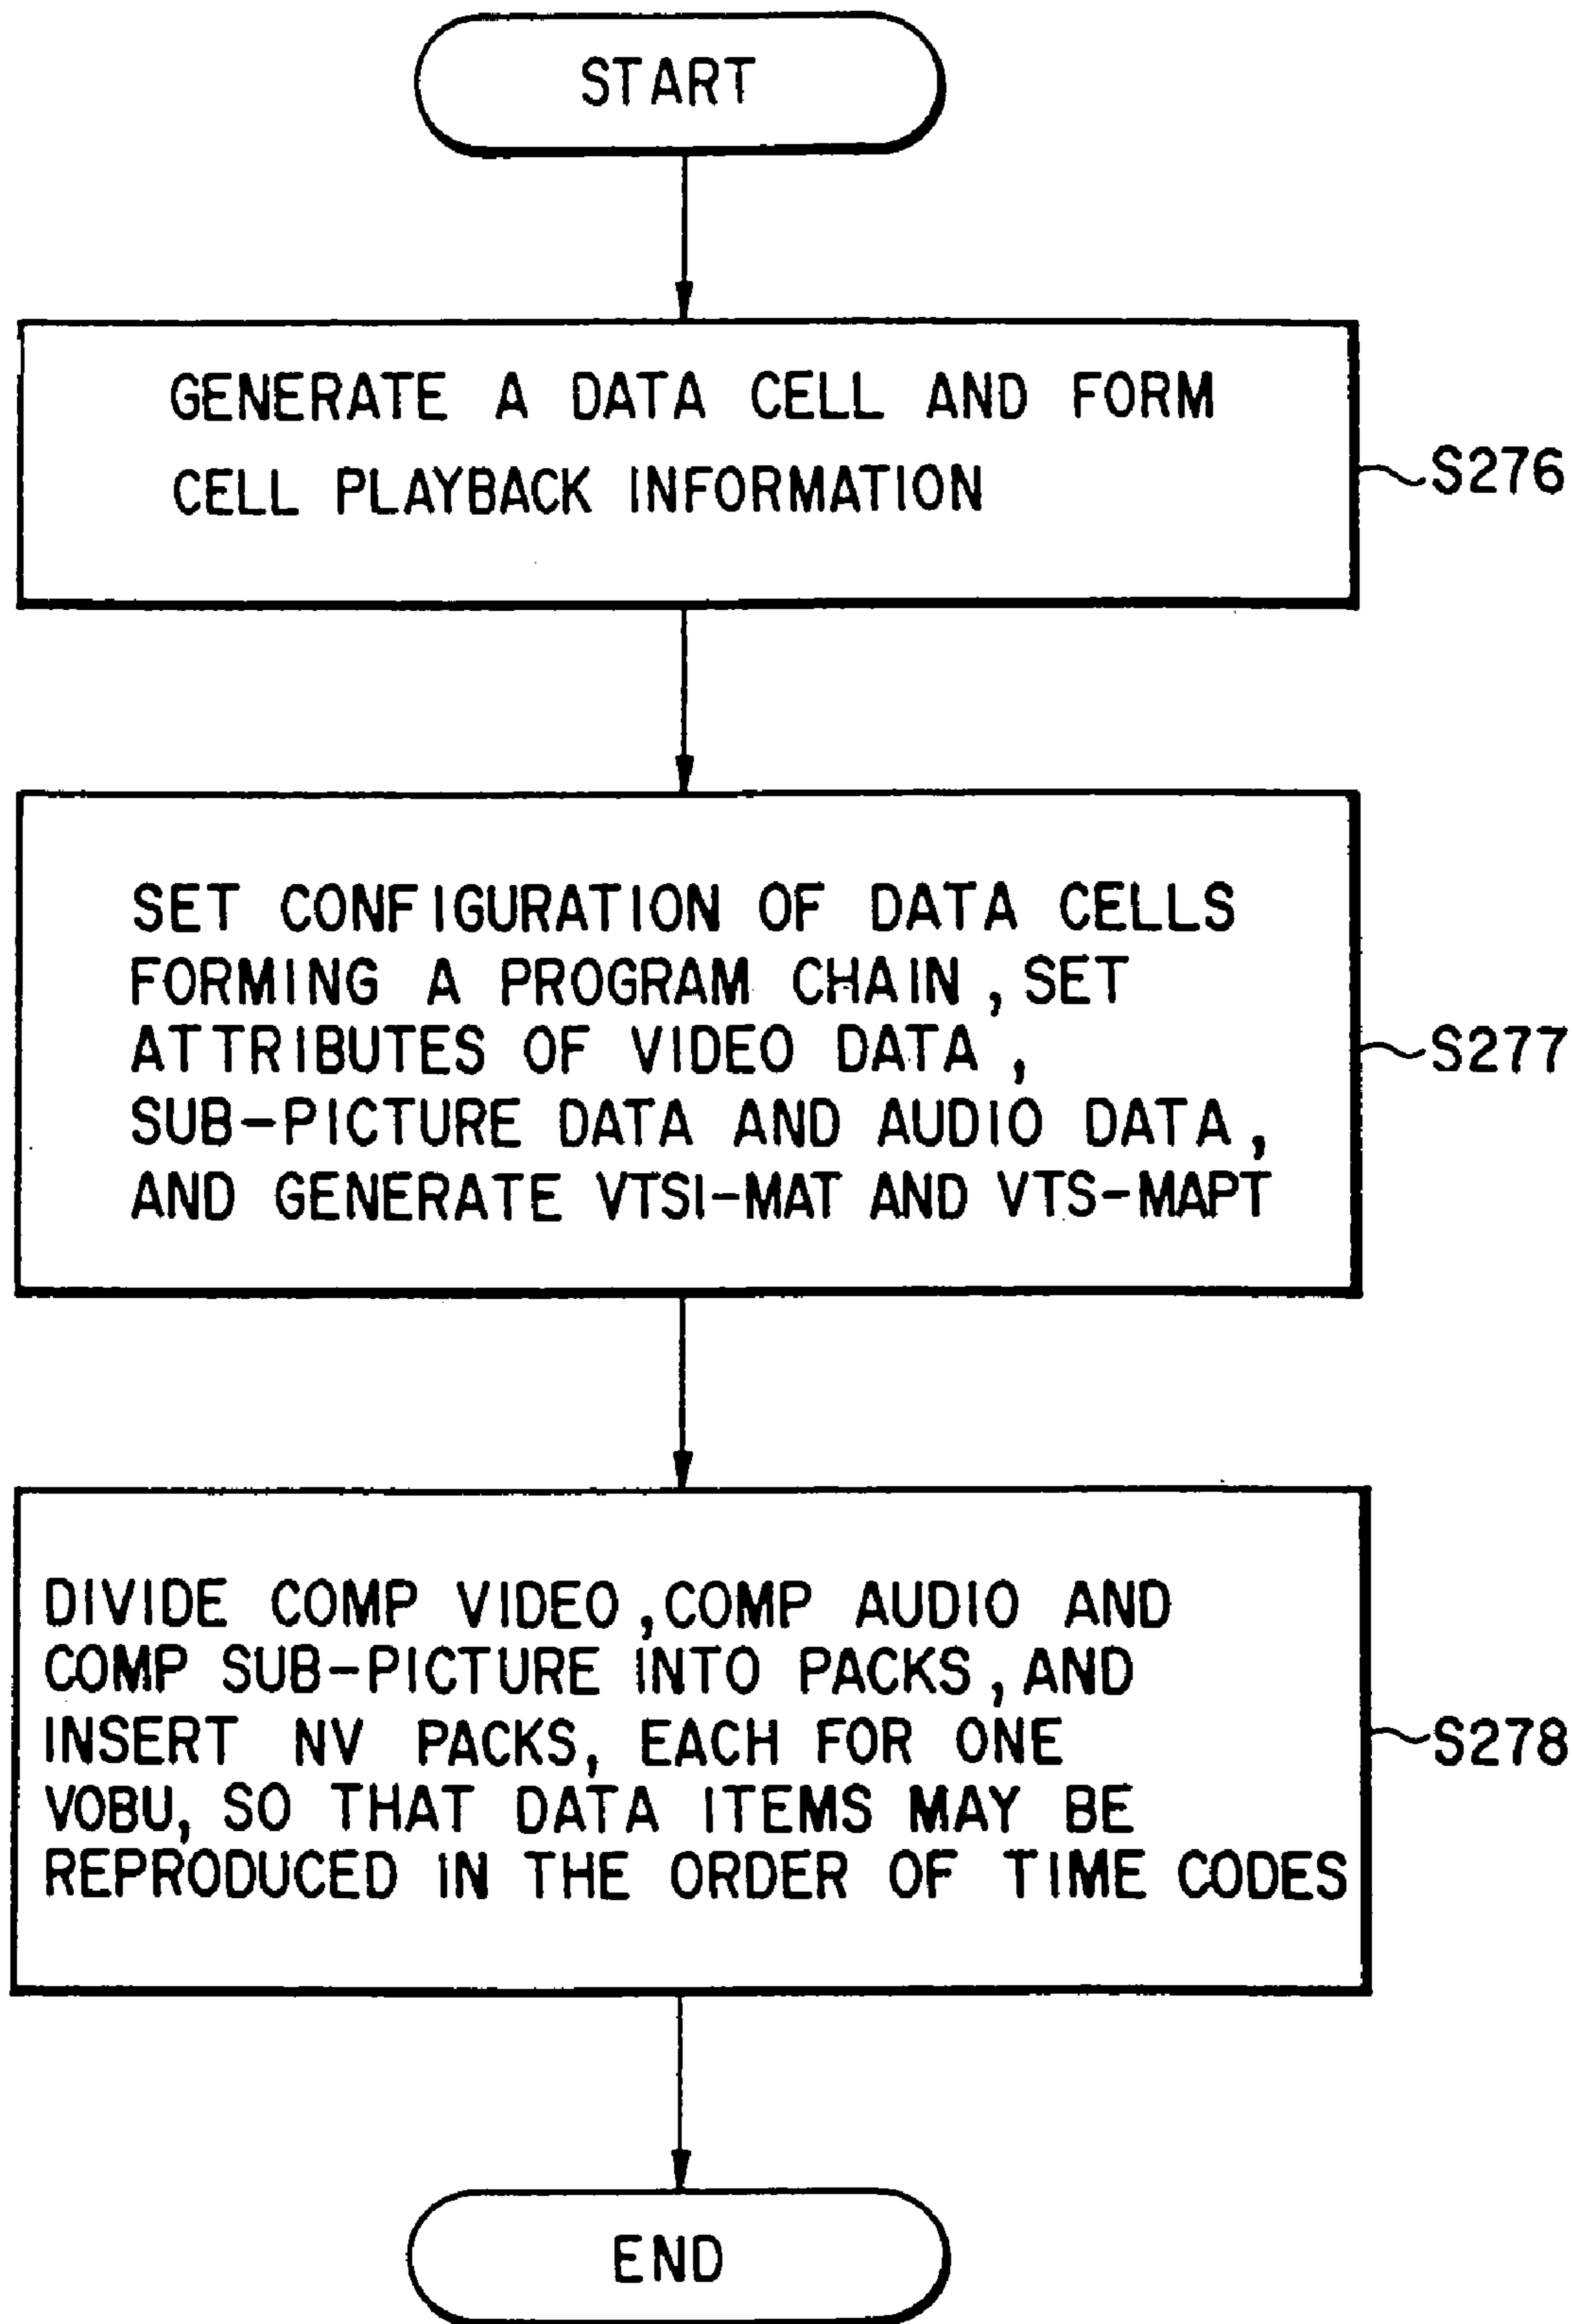 START
GENERATE A DATA CELL AND FORM
CELL PLAYBACK INFORMATION
S276
SET CONFIGURATION OF DATA CELLS
FORMING A PROGRAM CHAIN, SET
ATTRIBUTES OF VIDEO DATA,
SUB-PICTURE DATA AND AUDIO DATA,
AND GENERATE VTSI-MAT AND VTS-MAPT
S277
DIVIDE COMP VIDEO, COMP AUDIO AND
COMP SUB-PICTURE INTO PACKS, AND
INSERT NV PACKS, EACH FOR ONE
VOBU, SO THAT DATA ITEMS MAY BE
REPRODUCED IN THE ORDER OF TIME CODES
S278
END